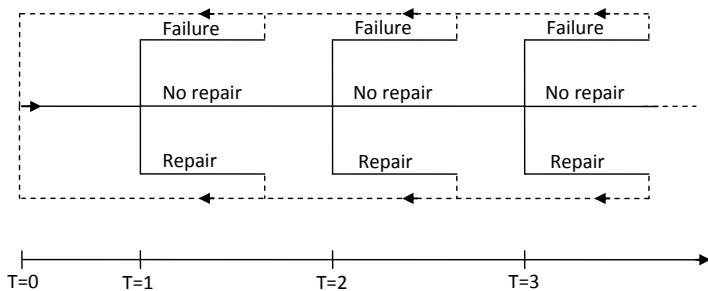 Failure
Failure
Failure
No repair
No repair
No repair
Repair
Repair
Repair
T=0
T=1
T=2
T=3